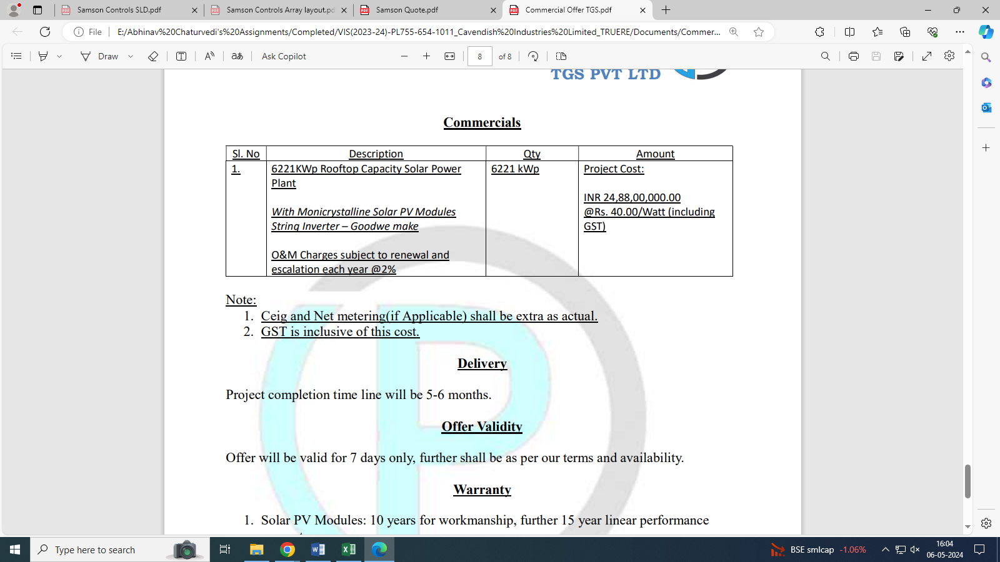 Samson Controls SLD.pdf
Samson Controls Array layout.pd
Samson Quote.pdf
Commercial Offer TGS.pdf
File
E:/Abhinav%20Chaturvedi's%20Assignments/Completed/VIS(2023-24)-PL755-654-1011_Cavendish%20Industries%20Limited_TRUERE/Documents/Commer...
Draw
Ask Copilot
8 of 8
TGS PVT LTD
Commercials
Sl. No Description Qty Amount
1. 6221KWp Rooftop Capacity Solar Power 6221 kWp Project Cost:
Plant
INR 24,88,00,000.00
With Monicrystalline Solar PV Modules @Rs. 40.00/Watt (including
String Inverter – Goodwe make GST)
O&M Charges subject to renewal and
escalation each year @2%
Note:
1. Ceig and Net metering(if Applicable) shall be extra as actual.
2. GST is inclusive of this cost.
Delivery
Project completion time line will be 5-6 months.
Offer Validity
Offer will be valid for 7 days only, further shall be as per our terms and availability.
Warranty
1. Solar PV Modules: 10 years for workmanship, further 15 year linear performance
Type here to search
BSE smlcap -1.06%
16:04
06-05-2024